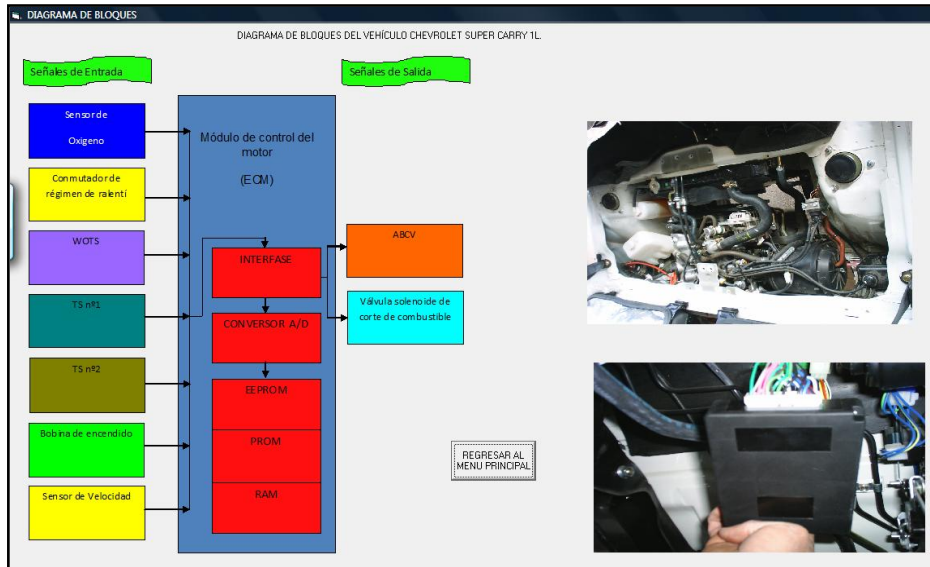 DIAGRAMA DE BLOQUES
DIAGRAMA DE BLOQUES DEL VEHÍCULO CHEVROLET SUPER CARRY 1L.
Señales de Entrada
Señales de Salida
Sensor de
Oxigeno
Conmutador de
régimen de ralentí
WOTS
TS nº1
TS nº2
Bobina de encendido
Sensor de Velocidad
Módulo de control del
motor
(ECM)
INTERFASE
CONVERSOR A/D
EEPROM
PROM
RAM
ABCV
Válvula solenoide de
corte de combustible
REGRESAR AL
MENU PRINCIPAL